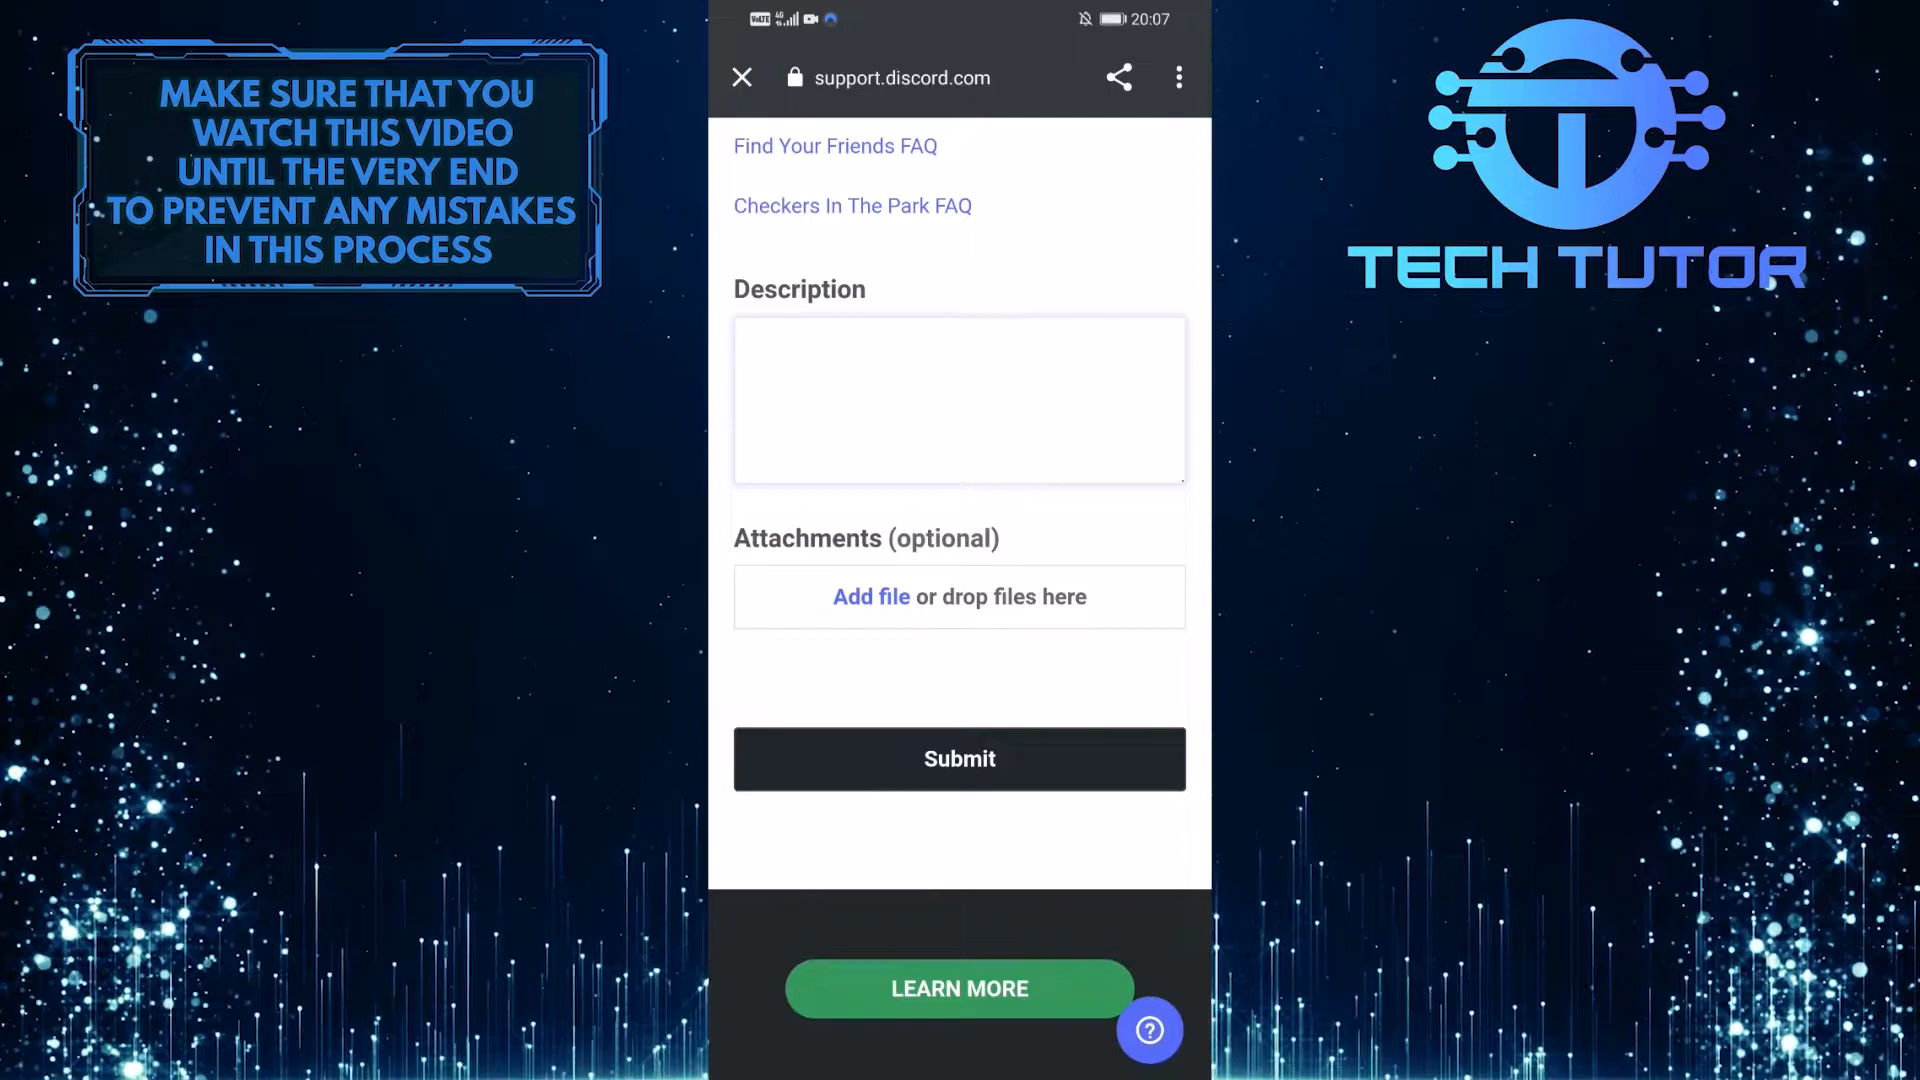 MAKE SURE THAT YOU
WATCH THIS VIDEO
UNTIL THE VERY END
TO PREVENT ANY MISTAKES
IN THIS PROCESS
VoLTE 4G 20:07
support.discord.com
Find Your Friends FAQ
Checkers In The Park FAQ
Description
Attachments (optional)
Add file or drop files here
Submit
LEARN MORE
TECH TUTOR